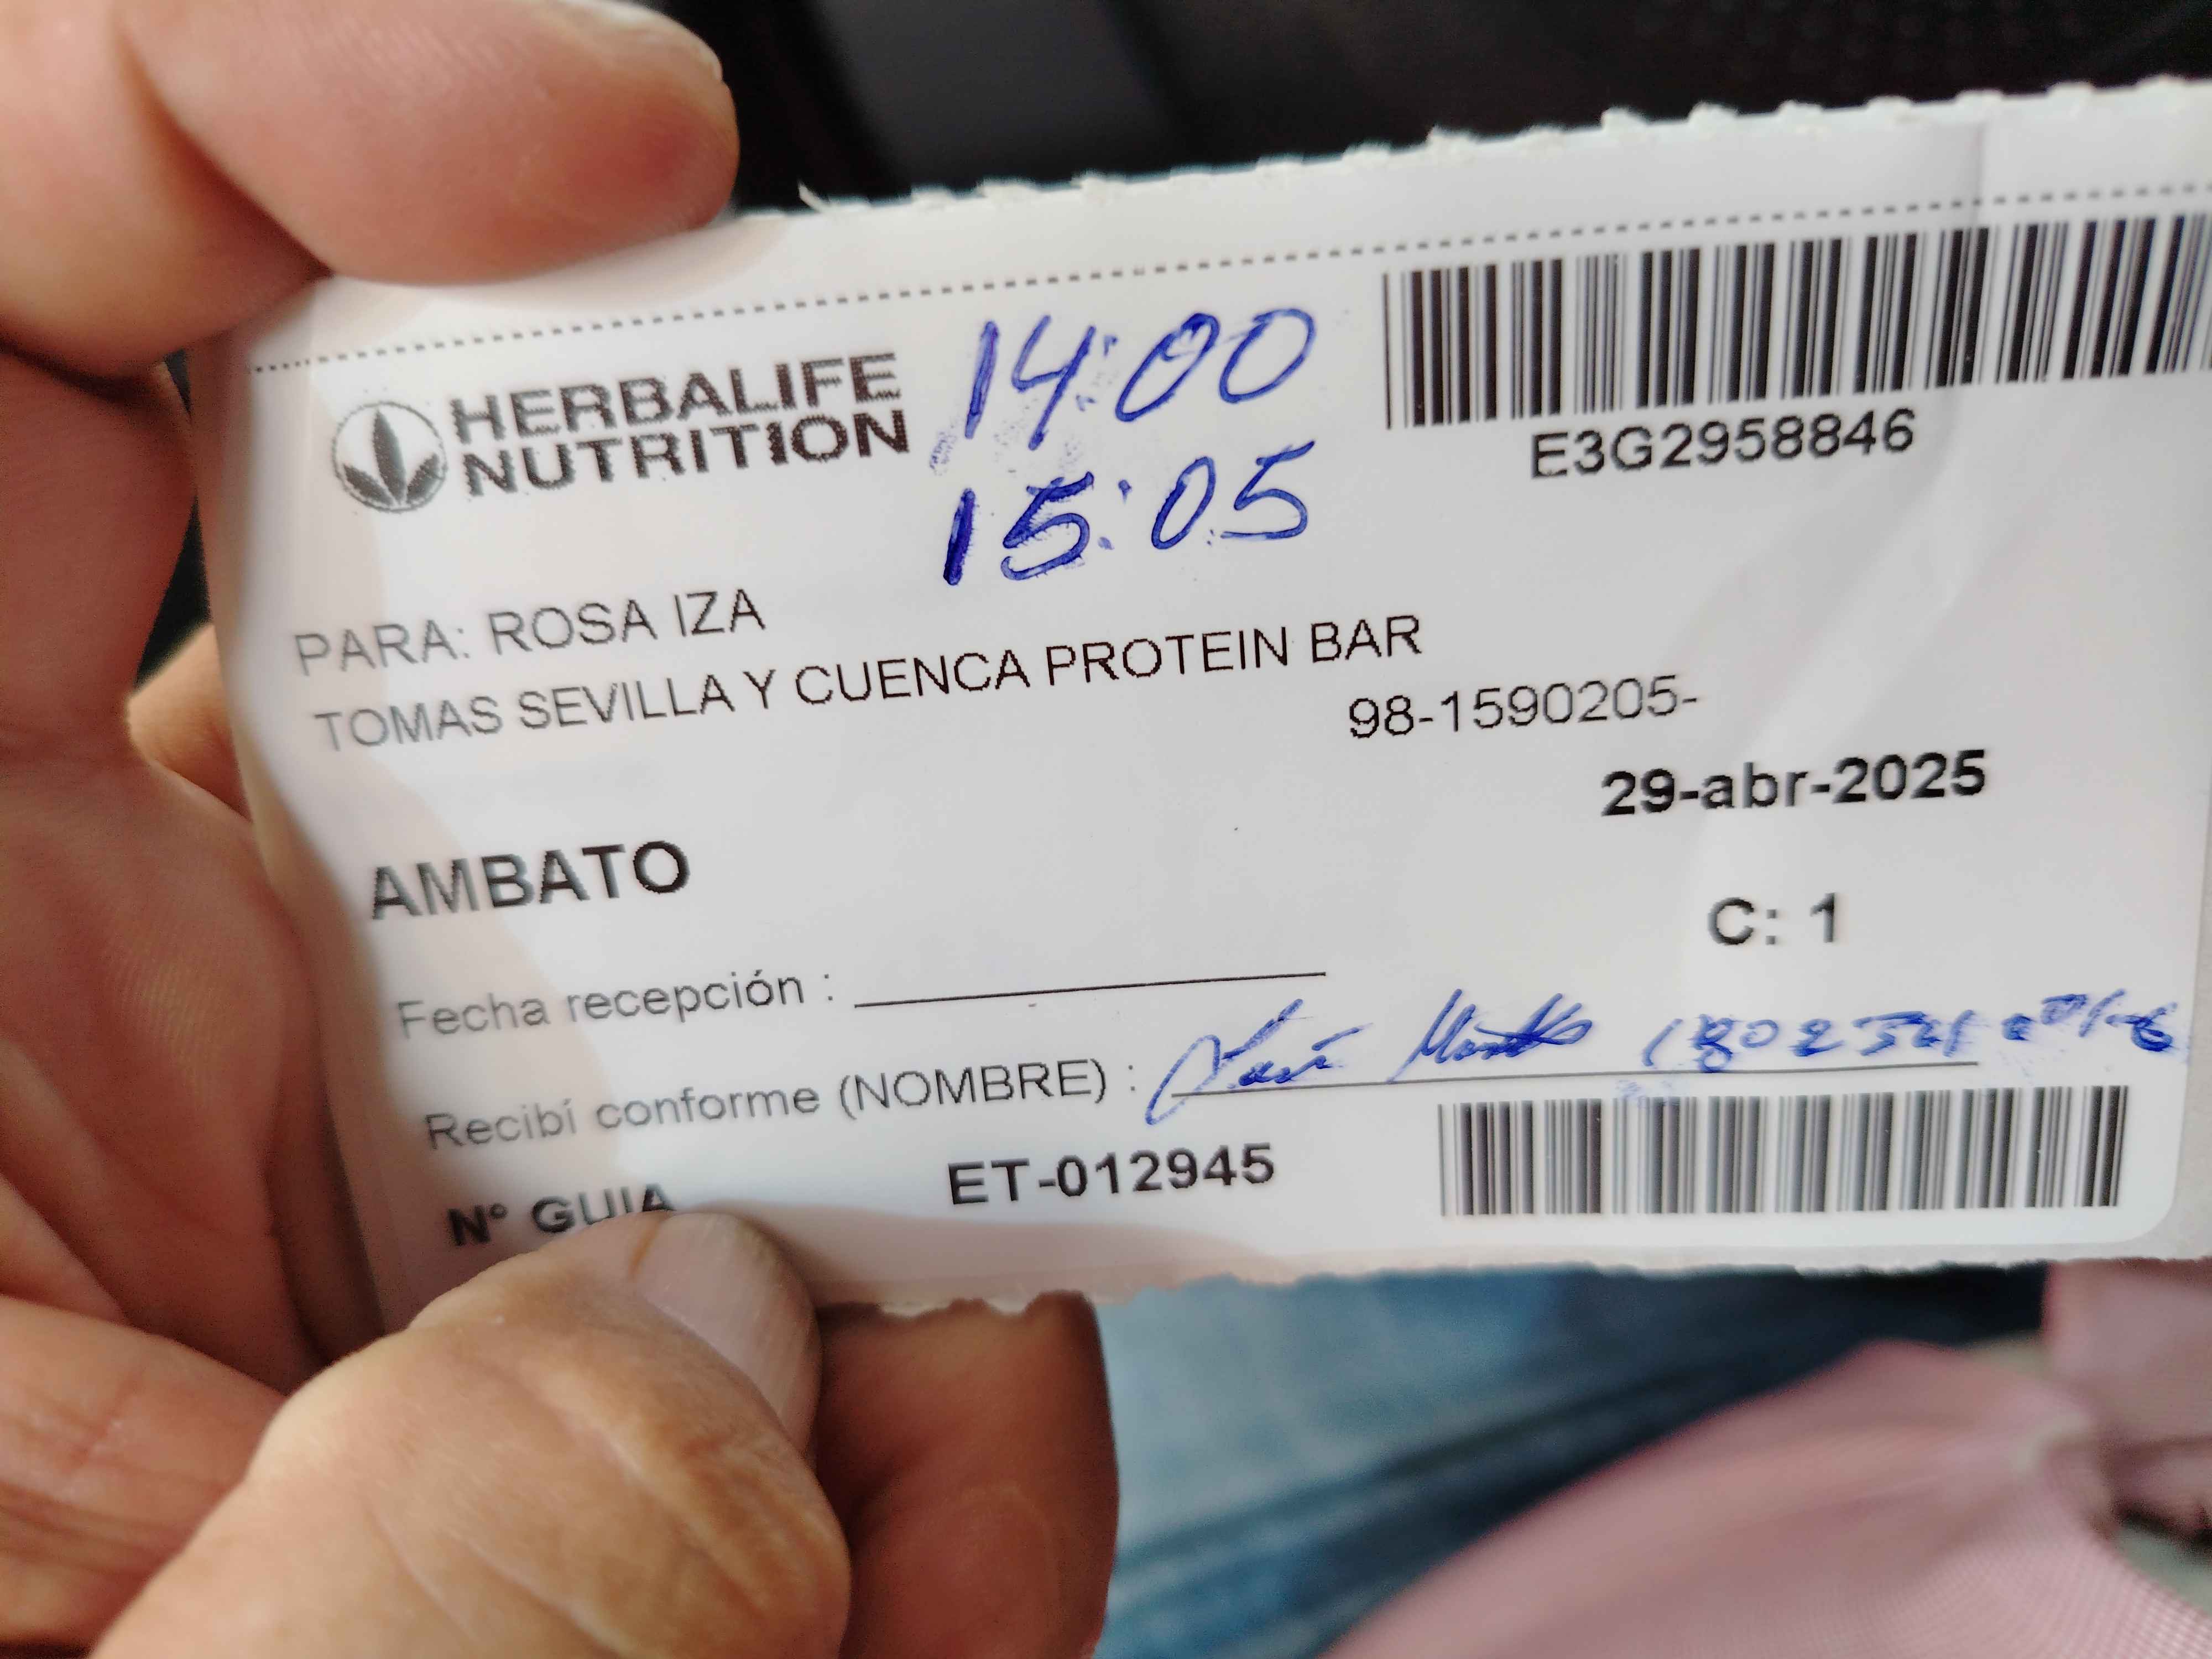 HERBALIFE
NUTRITION
14:00
15:05
E3G2958846
PARA: ROSA IZA
TOMAS SEVILLA Y CUENCA PROTEIN BAR
98-1590205-
29-abr-2025
AMBATO
C: 1
Fecha recepción :
Recibí conforme (NOMBRE) :
N° GUIA ET-012945